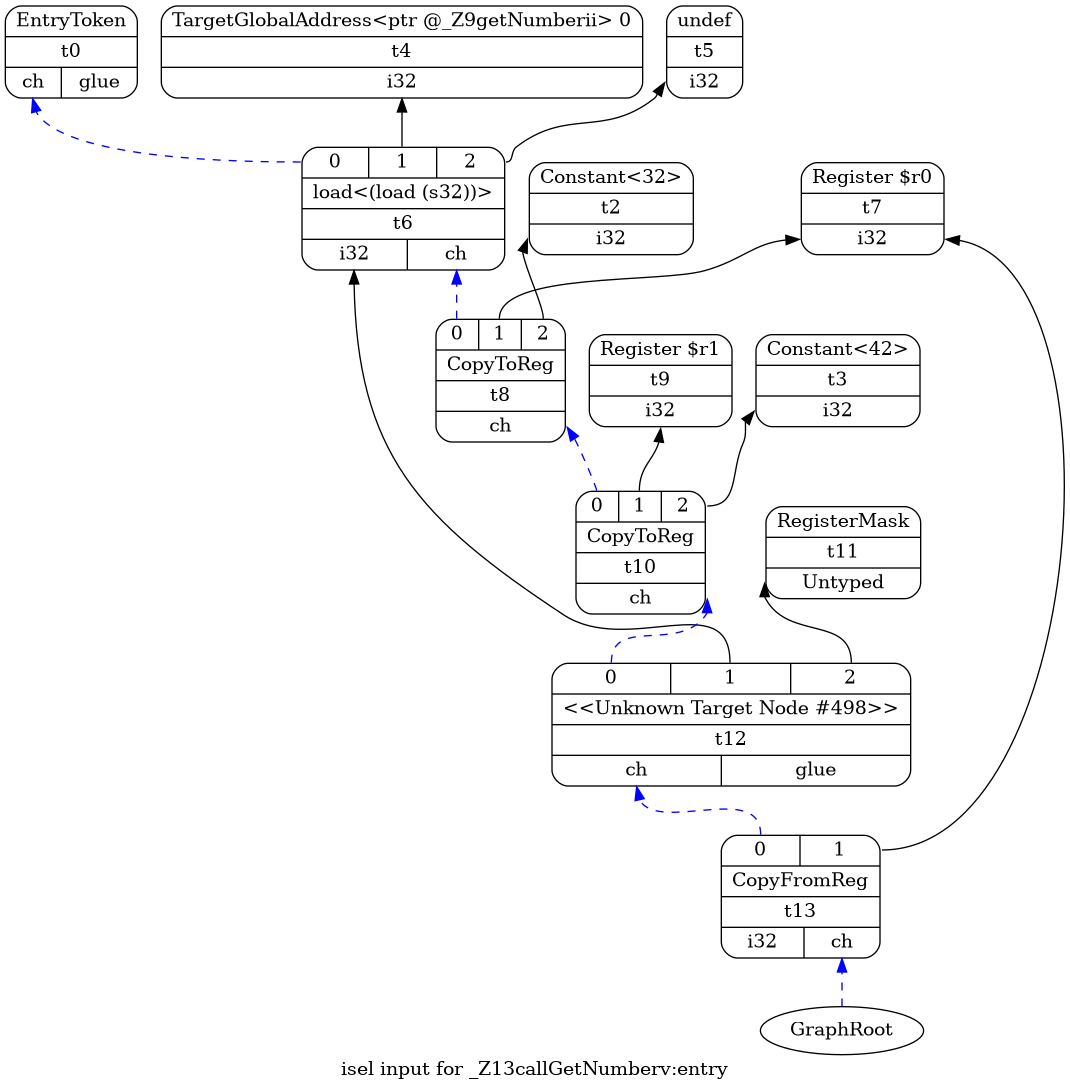 EntryToken
t0
ch glue
TargetGlobalAddress<ptr @_Z9getNumberii> 0
t4
i32
undef
t5
i32
0 1 2
load<(load (s32))>
t6
i32 ch
Constant<32>
t2
i32
Register $r0
t7
i32
0 1 2
CopyToReg
t8
ch
Register $r1
t9
i32
Constant<42>
t3
i32
0 1 2
CopyToReg
t10
ch
RegisterMask
t11
Untyped
0 1 2
<<Unknown Target Node #498>>
t12
ch glue
0 1
CopyFromReg
t13
i32 ch
GraphRoot
isel input for _Z13callGetNumberv:entry